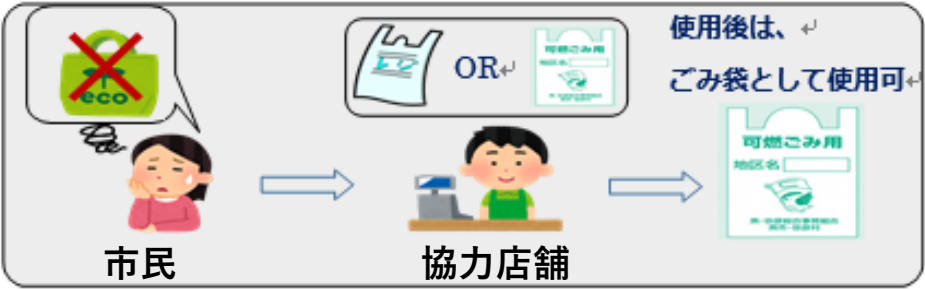 eco
OR↵
可燃ごみ用
地区名
使用後は、↵
ごみ袋として使用可↵
可燃ごみ用
地区名
市民
協力店舗